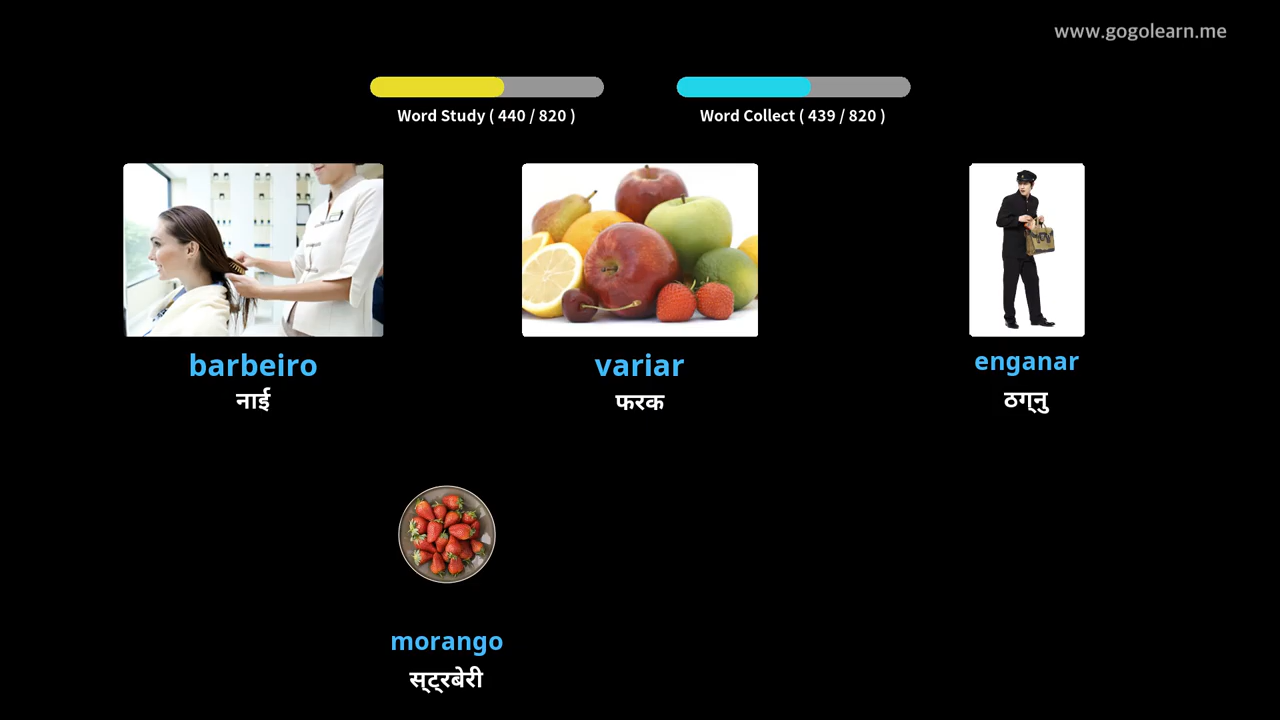 www.gogolearn.me
Word Study ( 440 / 820 )
Word Collect ( 439 / 820 )
barbeiro
नाई
variar
फरक
enganar
ठग्नु
morango
स्ट्रबेरी